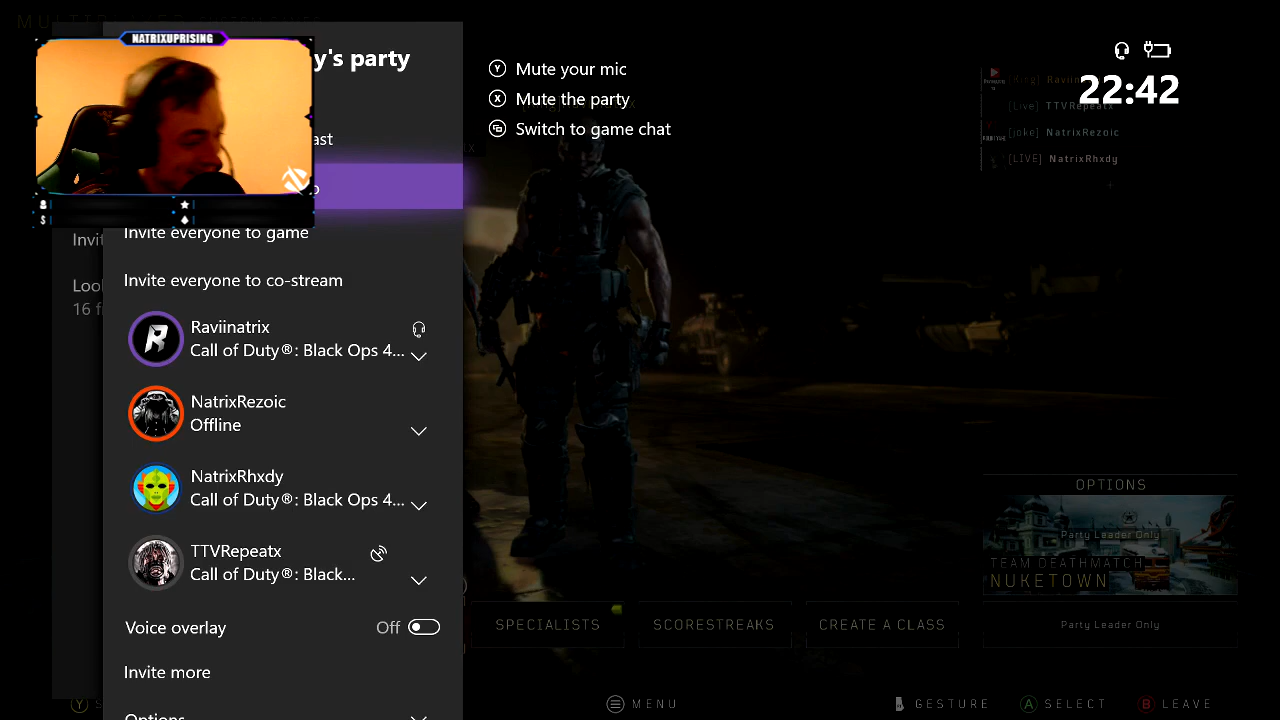 NATRIXUPRISING
y's party
ast
o
Invi
Invite everyone to game
Invite everyone to co-stream
Loo
16 f
Raviinatrix
Call of Duty®: Black Ops 4...
NatrixRezoic
Offline
NatrixRhxdy
Call of Duty®: Black Ops 4...
TTVRepeatx
Call of Duty®: Black...
Voice overlay Off
Invite more
Options
Y Mute your mic
X Mute the party
Switch to game chat
22:42
[King] Raviin
[Live] TTVRepeatx
[joke] NatrixRezoic
[LIVE] NatrixRhxdy
OPTIONS
Party Leader Only
TEAM DEATHMATCH
NUKETOWN
SPECIALISTS
SCORESTREAKS
CREATE A CLASS
Party Leader Only
Y S
MENU
GESTURE
A SELECT
B LEAVE